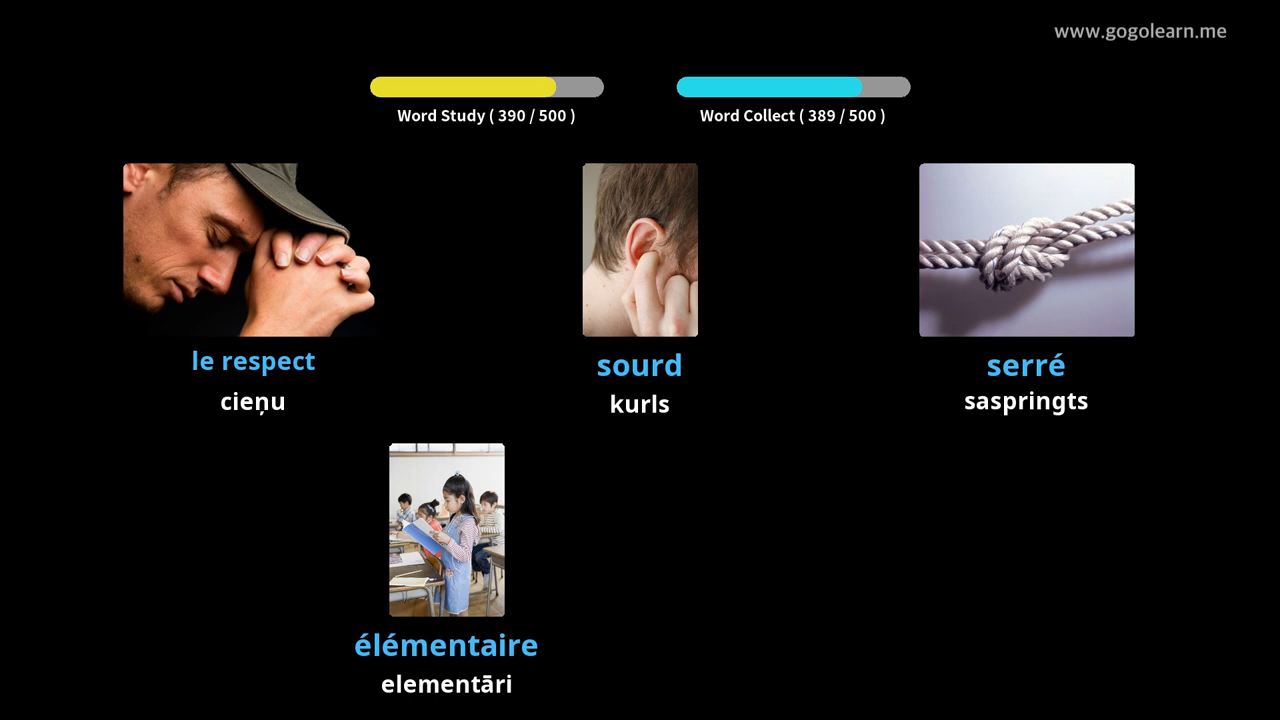 www.gogolearn.me
Word Study ( 390 / 500 )
Word Collect ( 389 / 500 )
le respect
cieņu
sourd
kurls
serré
saspringts
élémentaire
elementāri